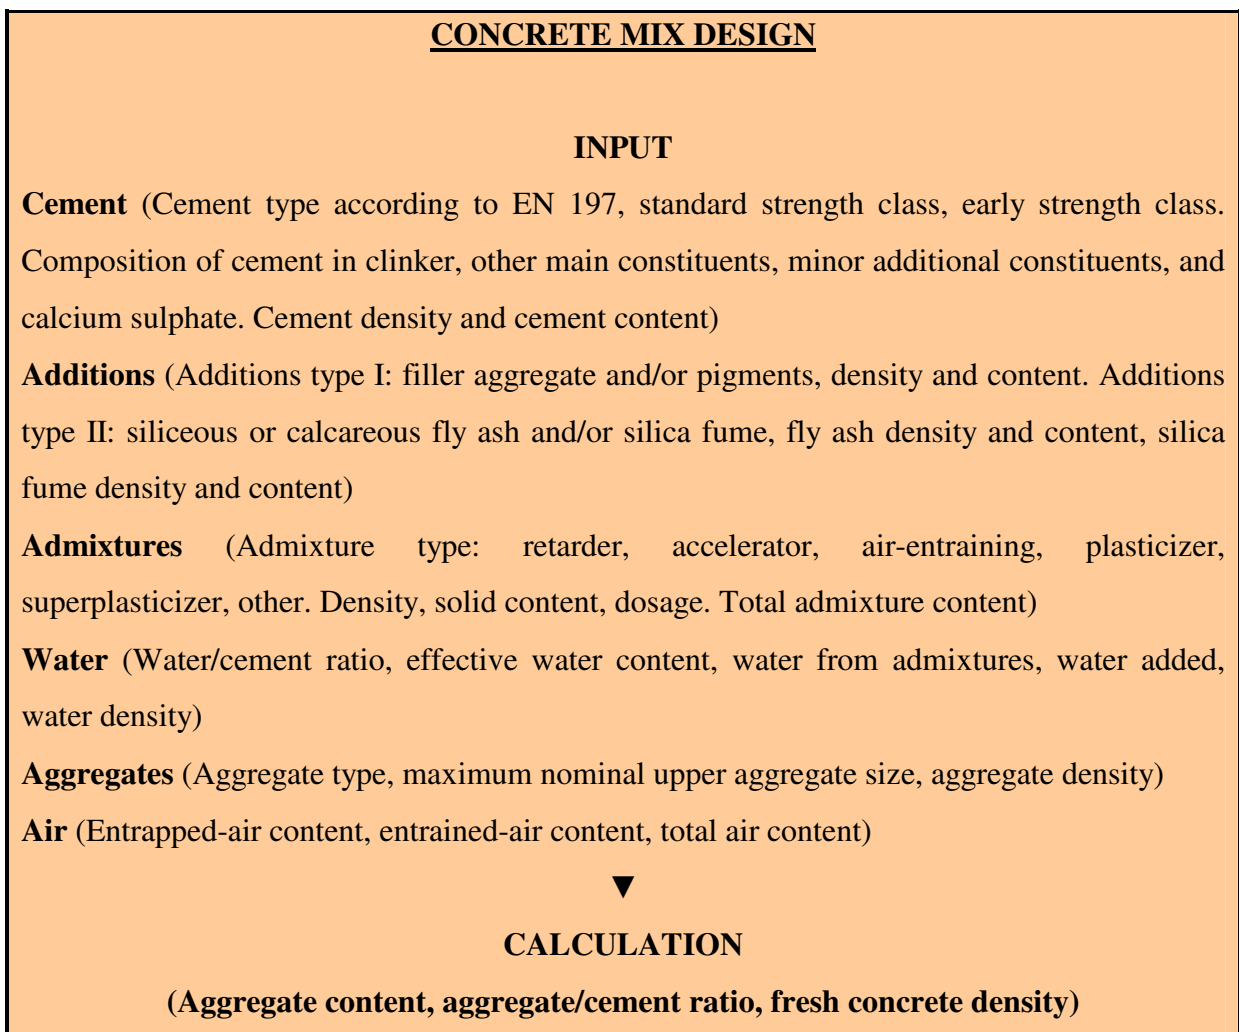 CONCRETE MIX DESIGN
INPUT
Cement (Cement type according to EN 197, standard strength class, early strength class.
Composition of cement in clinker, other main constituents, minor additional constituents, and
calcium sulphate. Cement density and cement content)
Additions (Additions type I: filler aggregate and/or pigments, density and content. Additions
type II: siliceous or calcareous fly ash and/or silica fume, fly ash density and content, silica
fume density and content)
Admixtures (Admixture type: retarder, accelerator, air-entraining, plasticizer,
superplasticizer, other. Density, solid content, dosage. Total admixture content)
Water (Water/cement ratio, effective water content, water from admixtures, water added,
water density)
Aggregates (Aggregate type, maximum nominal upper aggregate size, aggregate density)
Air (Entrapped-air content, entrained-air content, total air content)
▼
CALCULATION
(Aggregate content, aggregate/cement ratio, fresh concrete density)